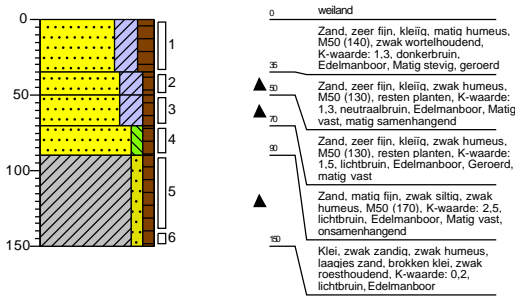 0
50
100
150
1
2
3
4
5
6
0
weiland
Zand, zeer fijn, kleiïg, matig humeus,
M50 (140), zwak wortelhoudend,
K-waarde: 1,3, donkerbruin,
Edelmanboor, Matig stevig, geroerd
35
Zand, zeer fijn, kleiïg, zwak humeus,
M50 (130), resten planten, K-waarde:
1,3, neutraalbruin, Edelmanboor, Matig
vast, matig samenhangend
50
Zand, zeer fijn, kleiïg, zwak humeus,
M50 (130), resten planten, K-waarde:
1,5, lichtbruin, Edelmanboor, Geroerd,
matig vast
70
Zand, matig fijn, zwak siltig, zwak
humeus, M50 (170), K-waarde: 2,5,
lichtbruin, Edelmanboor, Matig vast,
onsamenhangend
90
Klei, zwak zandig, zwak humeus,
laagjes zand, brokken klei, zwak
roesthoudend, K-waarde: 0,2,
lichtbruin, Edelmanboor
150